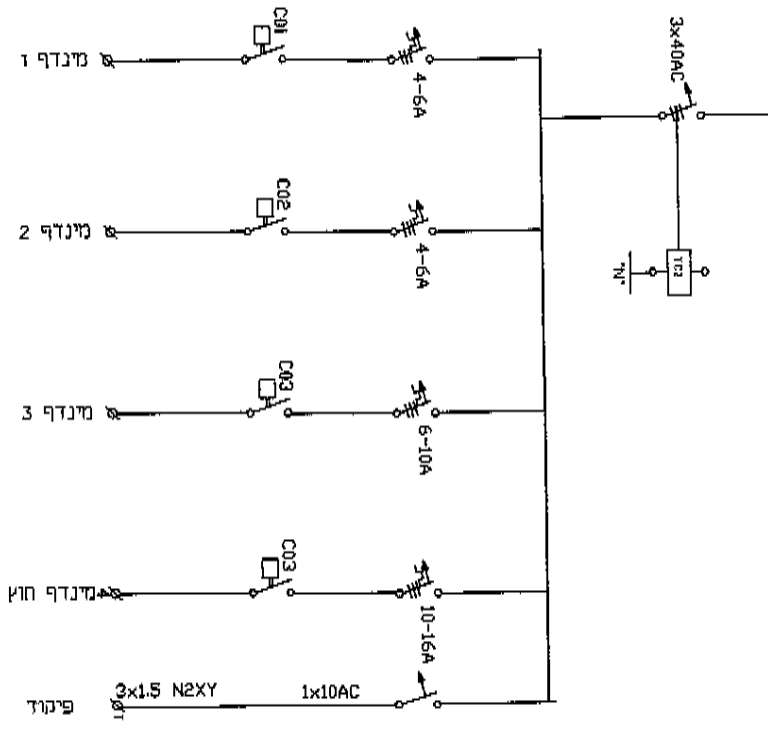 3x40AC
C01
4-6A
מינדף 1
C02
4-6A
מינדף 2
TC2
"N"
C03
6-10A
מינדף 3
C03
10-16A
מינדף חוץ
3x1.5 N2XY
1x10AC
פיקוד